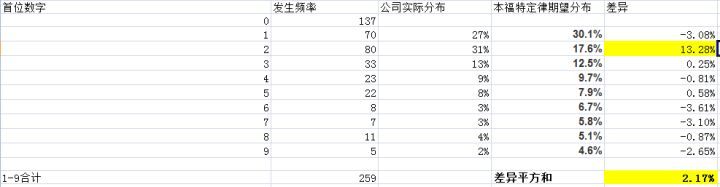 首位数字 发生频率 公司实际分布 本福特定律期望分布 差异
0 137
1 70 27% 30.1% -3.08%
2 80 31% 17.6% 13.28%
3 33 13% 12.5% 0.25%
4 23 9% 9.7% -0.81%
5 22 8% 7.9% 0.58%
6 8 3% 6.7% -3.61%
7 7 3% 5.8% -3.10%
8 11 4% 5.1% -0.87%
9 5 2% 4.6% -2.65%
1-9合计 259 差异平方和 2.17%